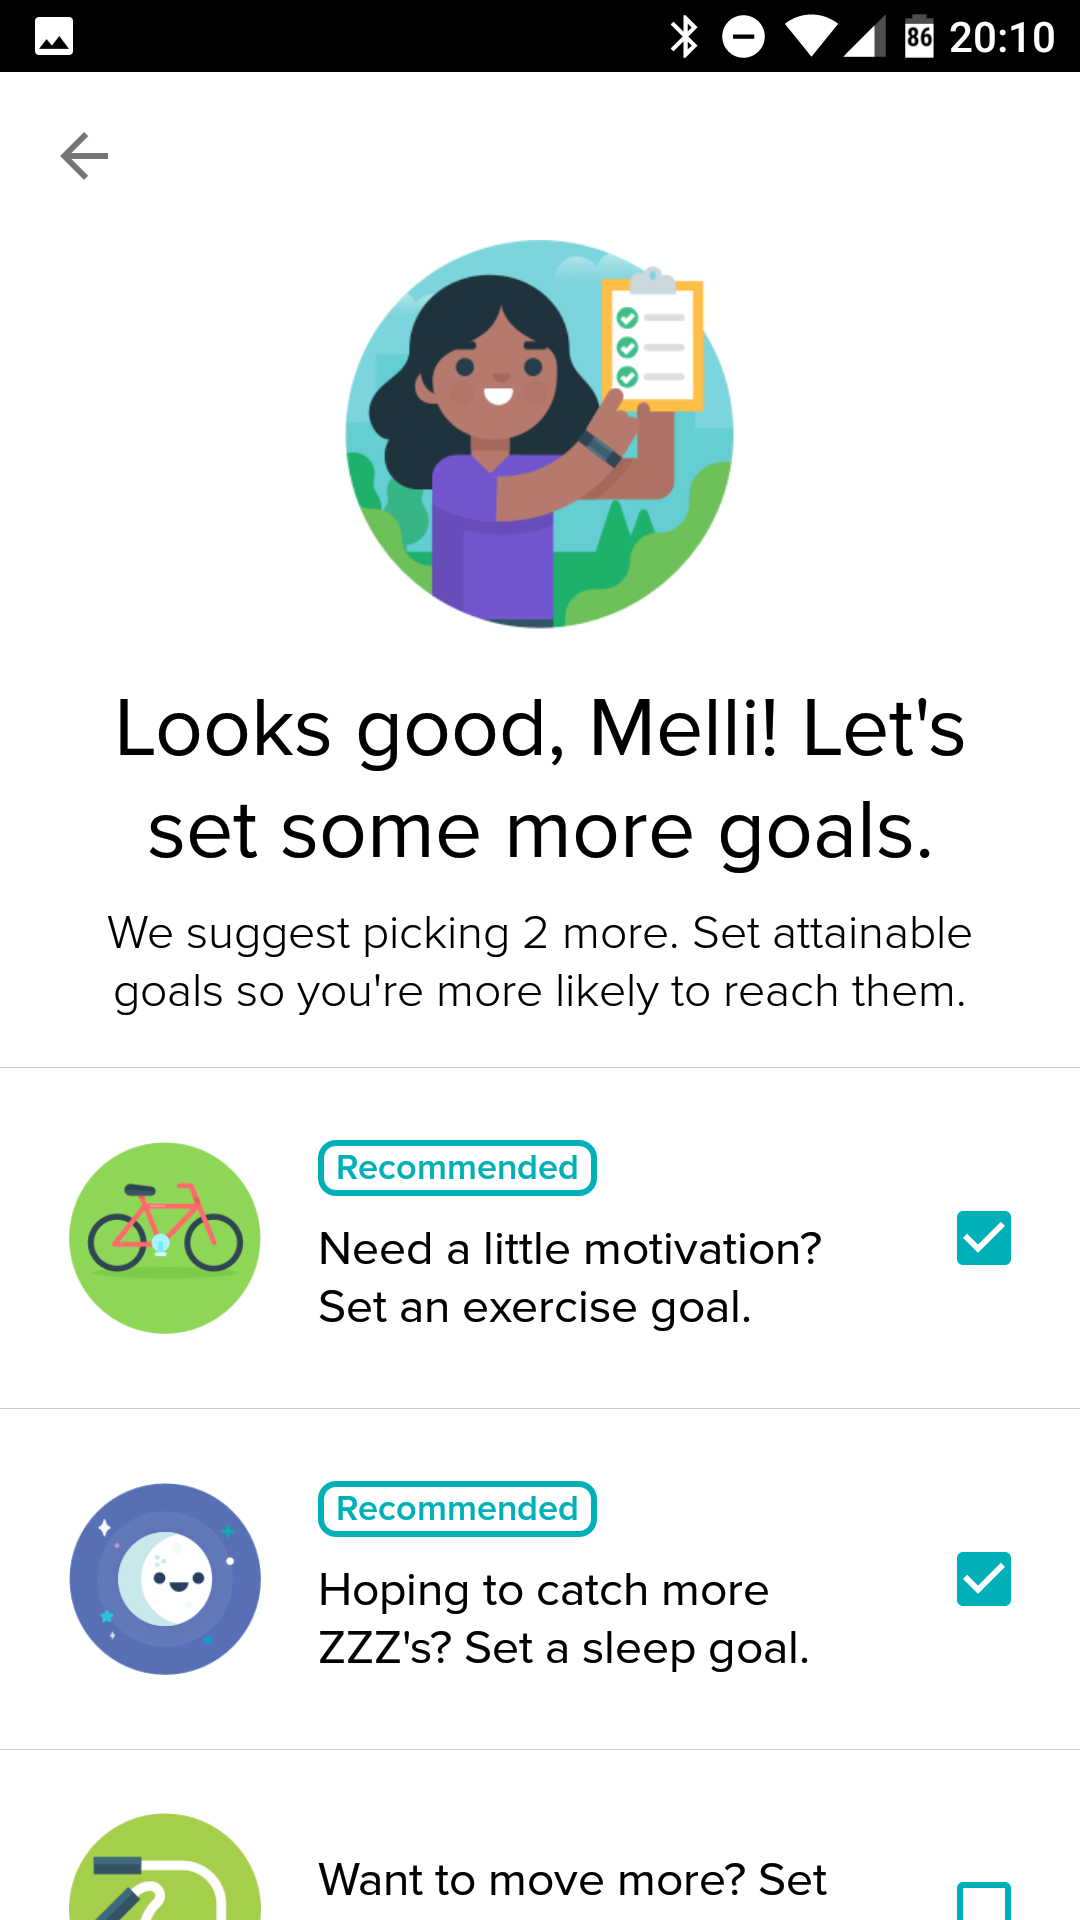 86 20:10
Looks good, Melli! Let's
set some more goals.
We suggest picking 2 more. Set attainable
goals so you're more likely to reach them.
Recommended
Need a little motivation?
Set an exercise goal.
Recommended
Hoping to catch more
ZZZ's? Set a sleep goal.
Want to move more? Set